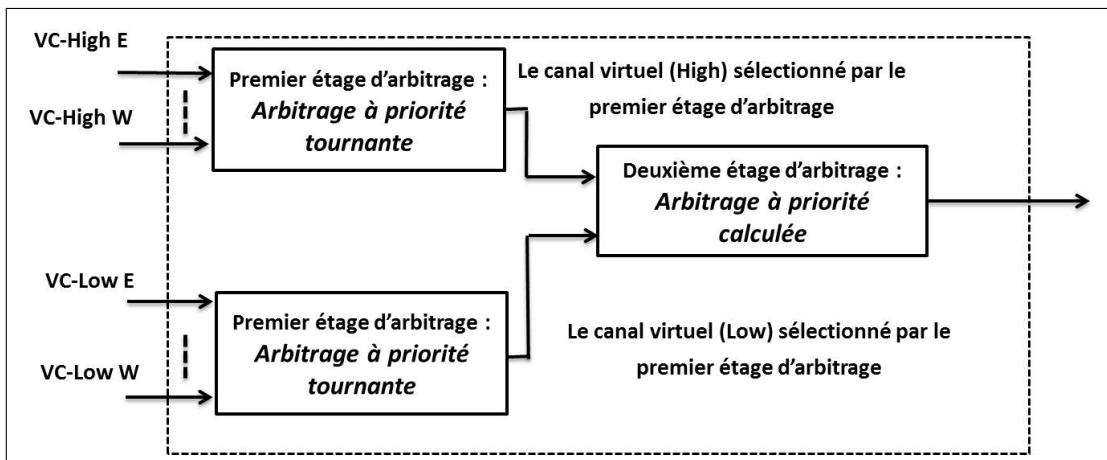 VC-High E
VC-High W
Premier étage d’arbitrage :
Arbitrage à priorité
tournante
Le canal virtuel (High) sélectionné par le
premier étage d’arbitrage
Deuxième étage d’arbitrage :
Arbitrage à priorité
calculée
VC-Low E
VC-Low W
Premier étage d’arbitrage :
Arbitrage à priorité
tournante
Le canal virtuel (Low) sélectionné par le
premier étage d’arbitrage